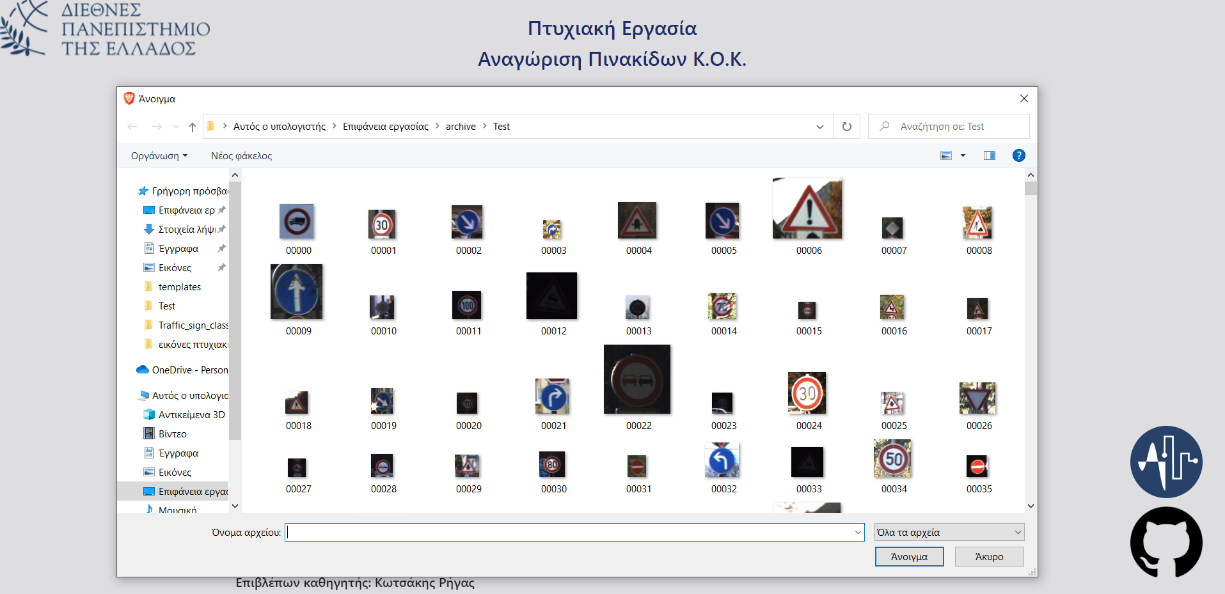 ΔΙΕΘΝΕΣ
ΠΑΝΕΠΙΣΤΗΜΙΟ
ΤΗΣ ΕΛΛΑΔΟΣ
Πτυχιακή Εργασία
Αναγώριση Πινακίδων Κ.Ο.Κ.
Άνοιγμα
Αυτός ο υπολογιστής > Επιφάνεια εργασίας > archive > Test
Αναζήτηση σε: Test
Οργάνωση
Νέος φάκελος
Γρήγορη πρόσβα
Επιφάνεια ερ
Στοιχεία λήψ
Έγγραφα
Εικόνες
templates
Test
Traffic_sign_class
εικόνες πτυχιακ
OneDrive - Person
Αυτός ο υπολογισ
Αντικείμενα 3D
Βίντεο
Έγγραφα
Εικόνες
Επιφάνεια εργα
Μουσική
00000 00001 00002 00003 00004 00005 00006 00007 00008
00009 00010 00011 00012 00013 00014 00015 00016 00017
00018 00019 00020 00021 00022 00023 00024 00025 00026
00027 00028 00029 00030 00031 00032 00033 00034 00035
Όνομα αρχείου:
Όλα τα αρχεία
Άνοιγμα
Άκυρο
Επιβλέπων καθηγητής: Κωτσάκης Ρήγας